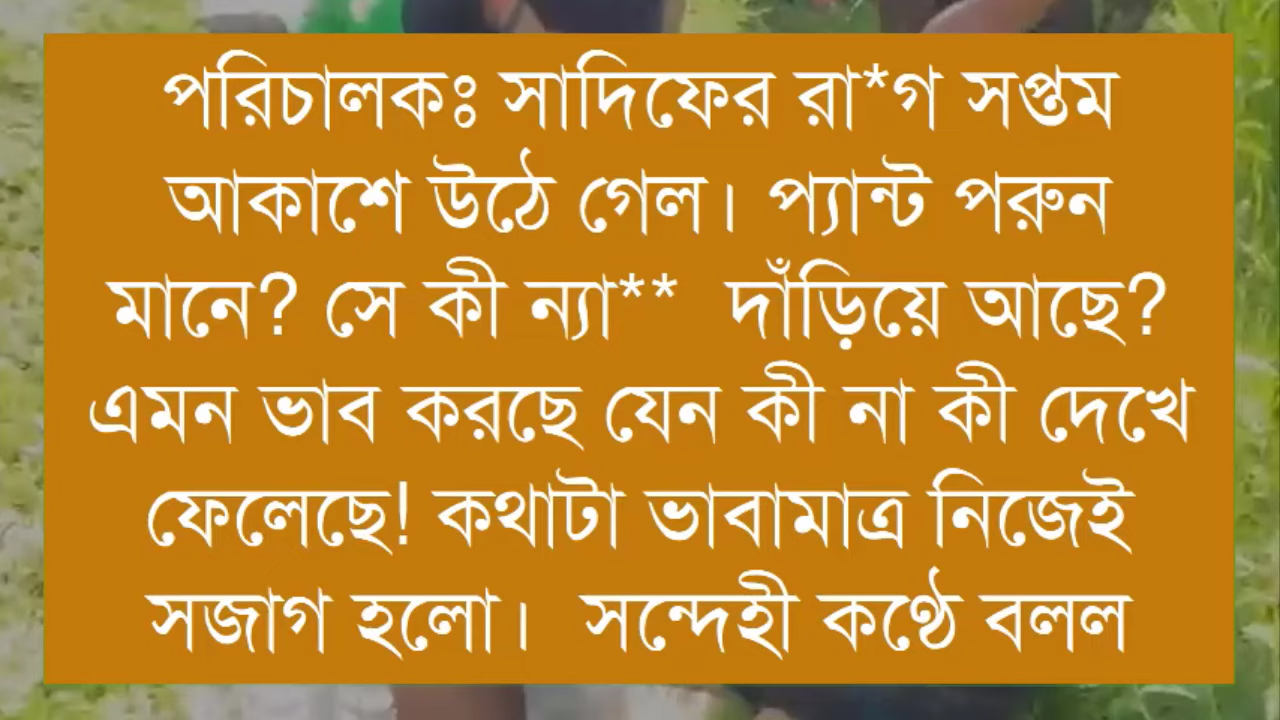 পরিচালকঃ সাদিফের রা*গ সপ্তম
আকাশে উঠে গেল। প্যান্ট পরুন
মানে? সে কী ন্যা** দাঁড়িয়ে আছে?
এমন ভাব করছে যেন কী না কী দেখে
ফেলেছে! কথাটা ভাবামাত্র নিজেই
সজাগ হলো। সন্দেহী কণ্ঠে বলল